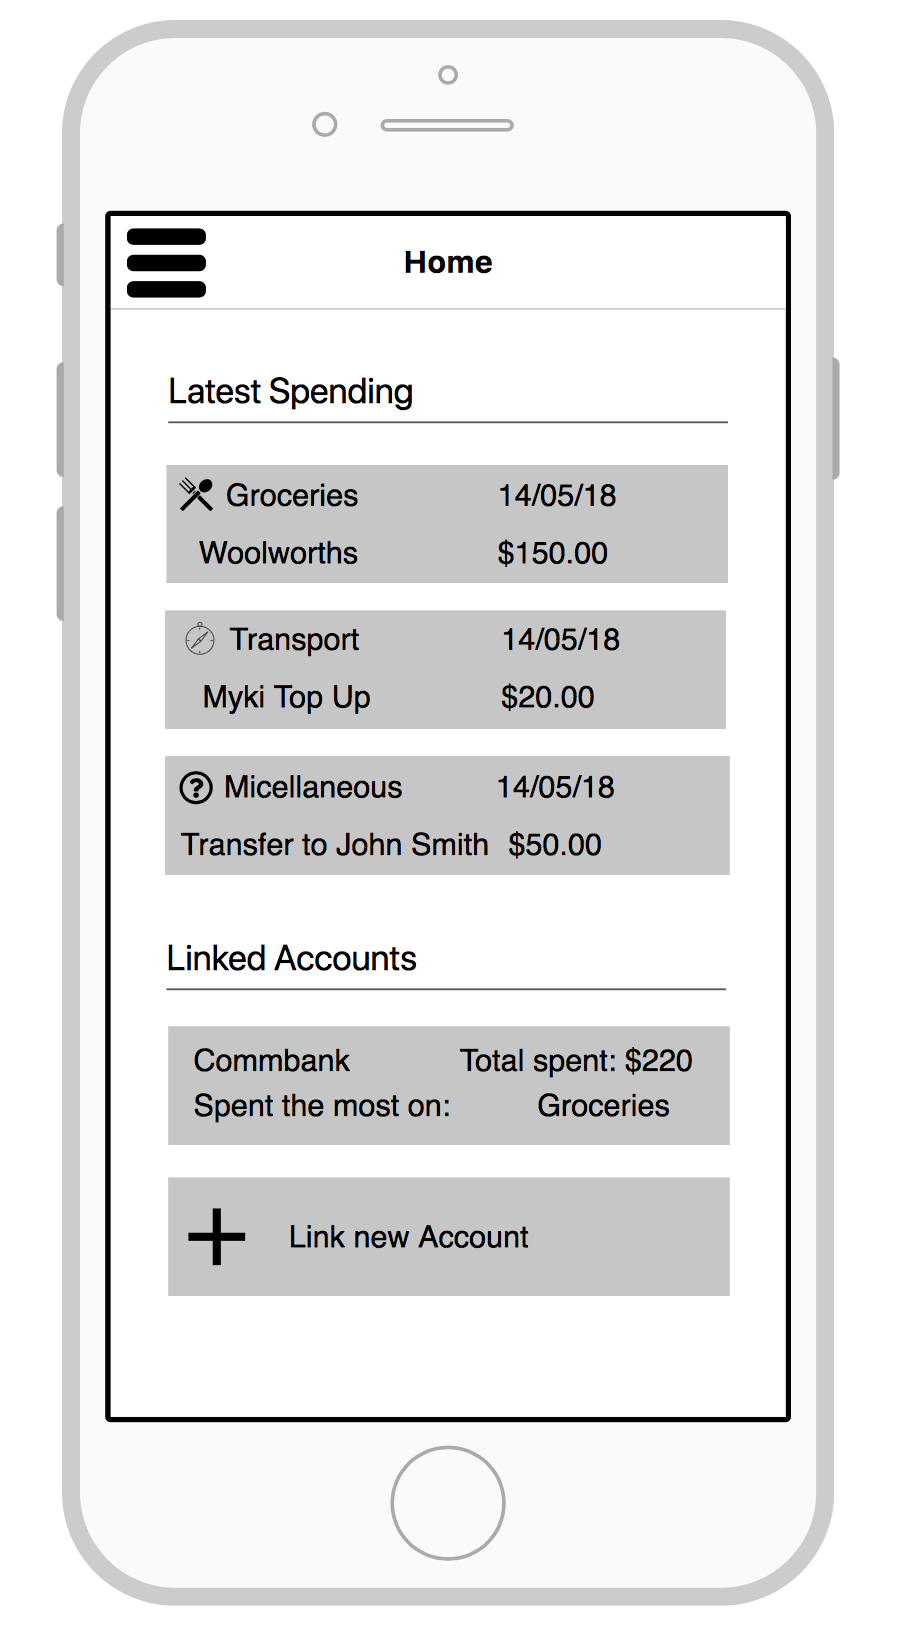 Home
Latest Spending
Groceries 14/05/18
Woolworths $150.00
Transport 14/05/18
Myki Top Up $20.00
Micellaneous 14/05/18
Transfer to John Smith $50.00
Linked Accounts
Commbank Total spent: $220
Spent the most on: Groceries
Link new Account